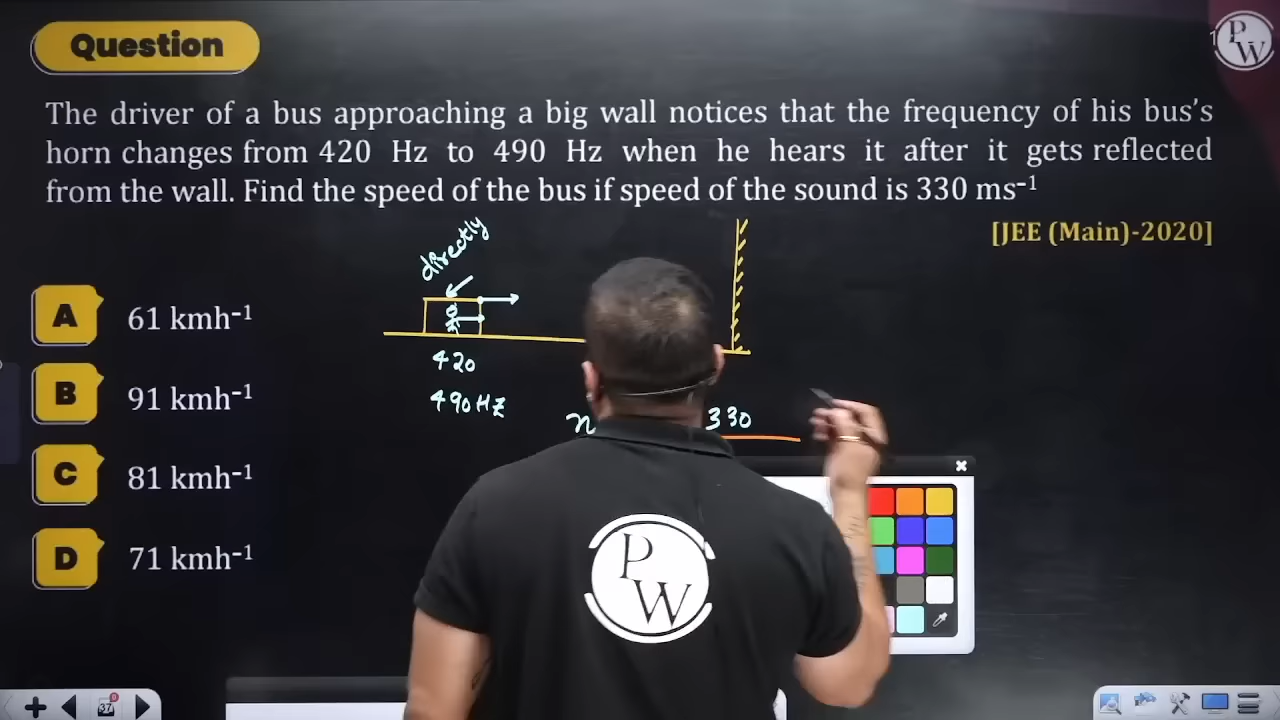 Question
The driver of a bus approaching a big wall notices that the frequency of his bus's
horn changes from 420 Hz to 490 Hz when he hears it after it gets reflected
from the wall. Find the speed of the bus if speed of the sound is 330 ms⁻¹
[JEE (Main)-2020]
directly
A 61 kmh⁻¹
B 91 kmh⁻¹
C 81 kmh⁻¹
D 71 kmh⁻¹
420
490 Hz
n
330
P
W
P
W
37